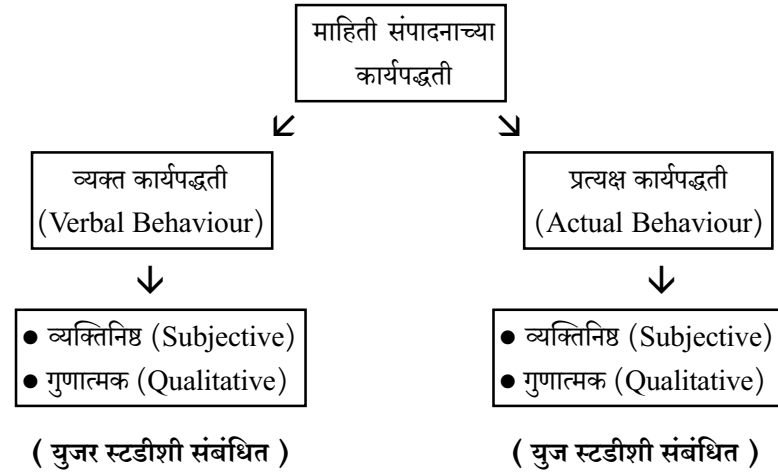 माहिती संपादनाच्या
कार्यपद्धती
व्यक्त कार्यपद्धती
(Verbal Behaviour)
● व्यक्तिनिष्ठ (Subjective)
● गुणात्मक (Qualitative)
( युजर स्टडीशी संबंधित )
प्रत्यक्ष कार्यपद्धती
(Actual Behaviour)
● व्यक्तिनिष्ठ (Subjective)
● गुणात्मक (Qualitative)
( युज स्टडीशी संबंधित )